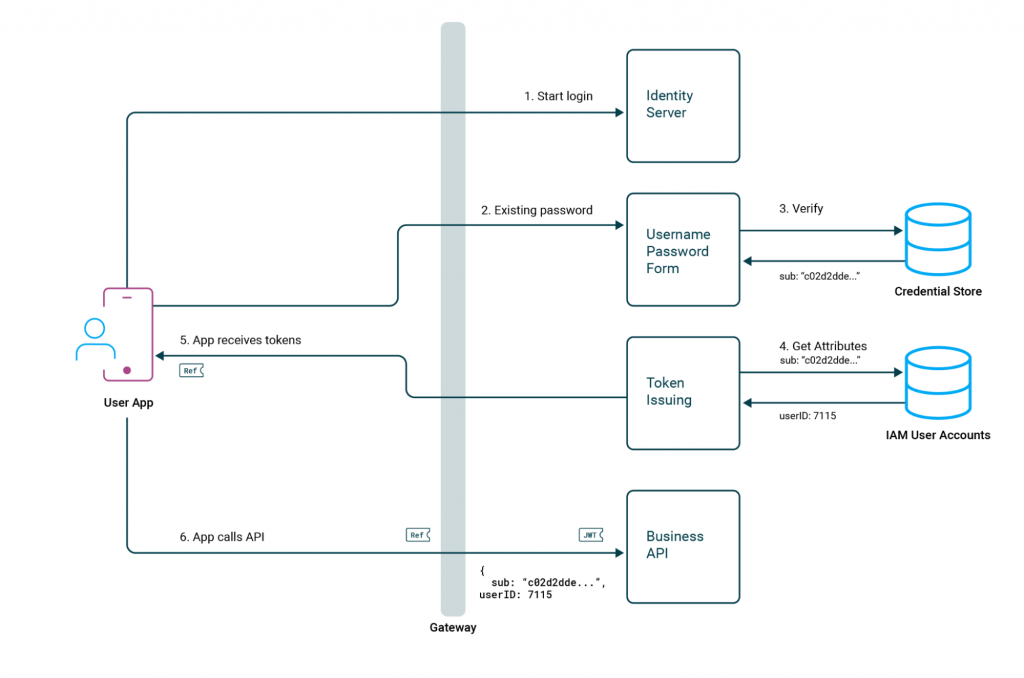 1. Start login
Identity
Server
2. Existing password
3. Verify
Username
Password
Form
sub: “c02d2dde...”
Credential Store
5. App receives tokens
Ref
4. Get Attributes
sub: “c02d2dde...”
Token
Issuing
userID: 7115
User App
IAM User Accounts
6. App calls API
Ref
JWT
Business
API
{
sub: “c02d2dde...”,
userID: 7115
Gateway